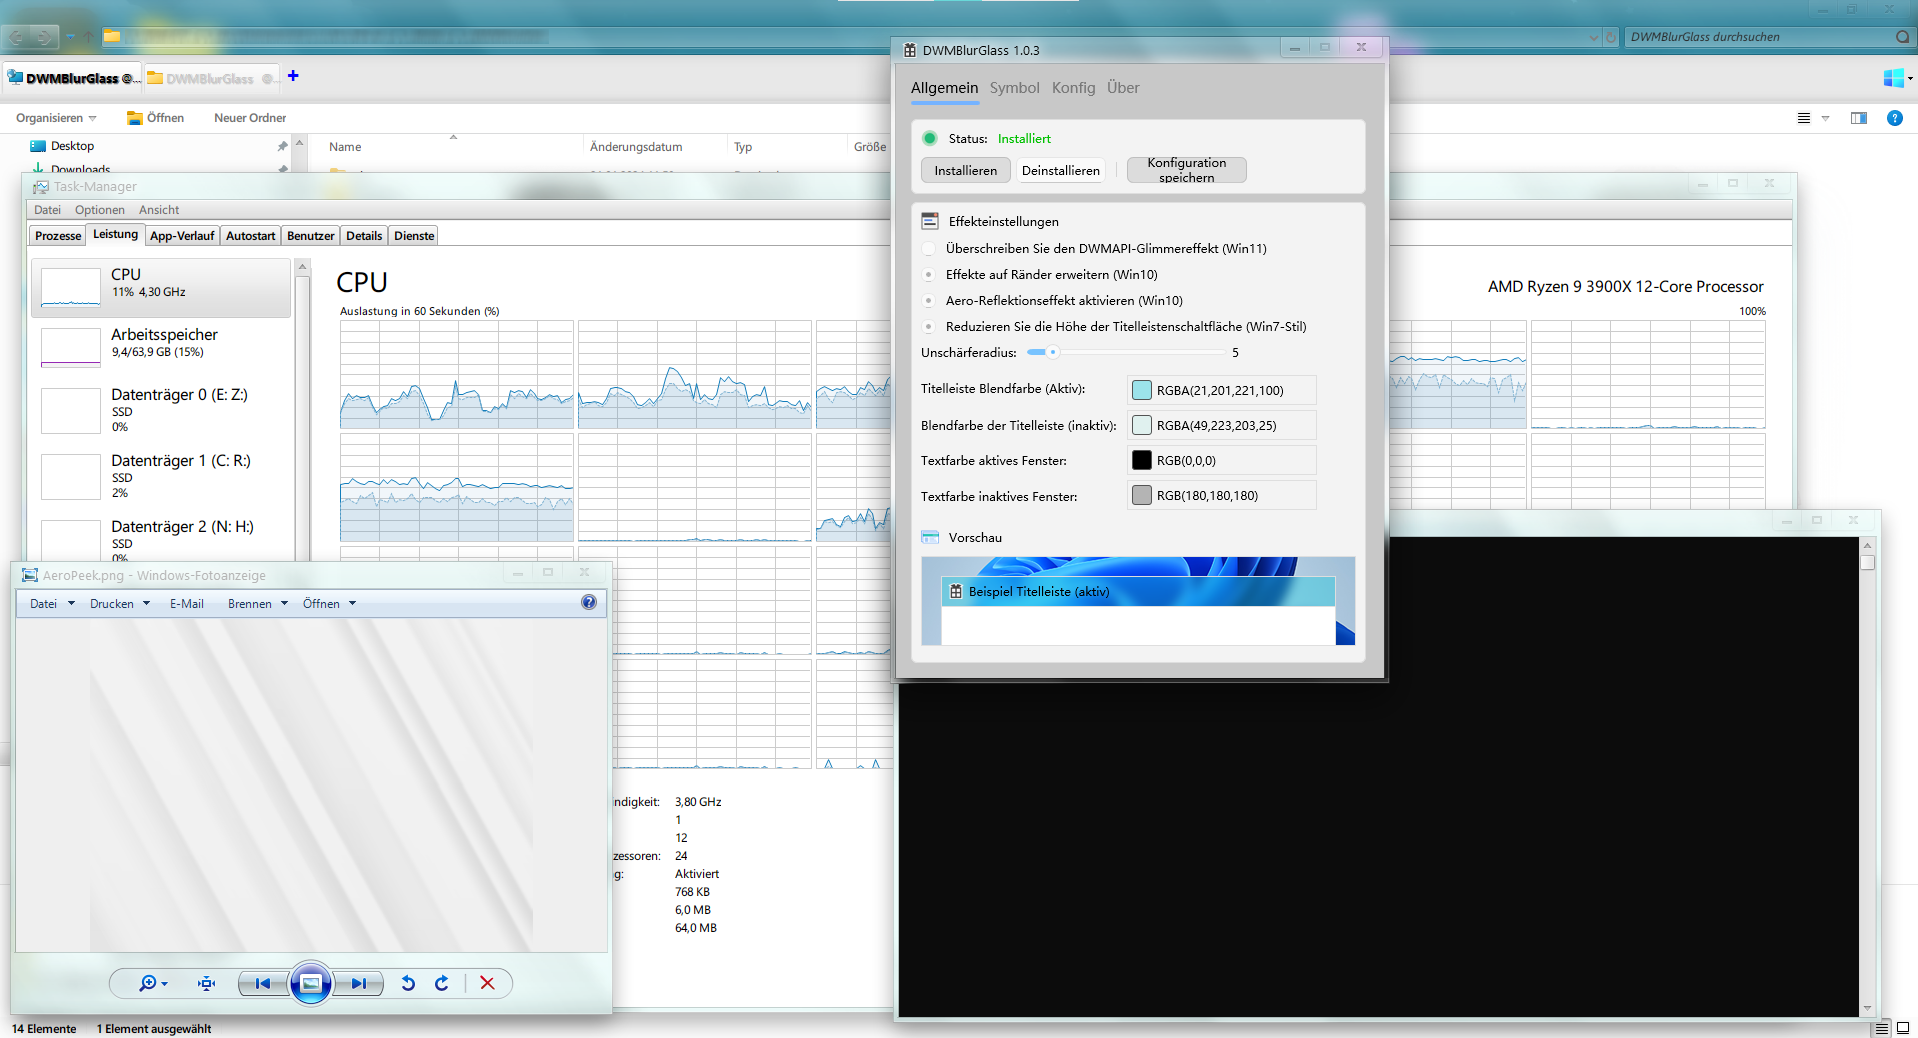 DWMBlurGlass durchsuchen
DWMBlurGlass @...
DWMBlurGlass @...
Organisieren
Öffnen
Neuer Ordner
Desktop
Downloads
Name
Änderungsdatum
Typ
Größe
Task-Manager
Datei Optionen Ansicht
Prozesse Leistung App-Verlauf Autostart Benutzer Details Dienste
CPU
11% 4,30 GHz
Arbeitsspeicher
9,4/63,9 GB (15%)
Datenträger 0 (E: Z:)
SSD
0%
Datenträger 1 (C: R:)
SSD
2%
Datenträger 2 (N: H:)
SSD
0%
CPU
AMD Ryzen 9 3900X 12-Core Processor
Auslastung in 60 Sekunden (%)
100%
ndigkeit: 3,80 GHz
1
12
zessoren: 24
g: Aktiviert
768 KB
6,0 MB
64,0 MB
DWMBlurGlass 1.0.3
Allgemein Symbol Konfig Über
Status: Installiert
Installieren
Deinstallieren
Konfiguration
speichern
Effekteinstellungen
Überschreiben Sie den DWMAPI-Glimmereffekt (Win11)
Effekte auf Ränder erweitern (Win10)
Aero-Reflektionseffekt aktivieren (Win10)
Reduzieren Sie die Höhe der Titelleistenschaltfläche (Win7-Stil)
Unschärferadius: 5
Titelleiste Blendfarbe (Aktiv): RGBA(21,201,221,100)
Blendfarbe der Titelleiste (inaktiv): RGBA(49,223,203,25)
Textfarbe aktives Fenster: RGB(0,0,0)
Textfarbe inaktives Fenster: RGB(180,180,180)
Vorschau
Beispiel Titelleiste (aktiv)
AeroPeek.png - Windows-Fotoanzeige
Datei Drucken E-Mail Brennen Öffnen
14 Elemente 1 Element ausgewählt